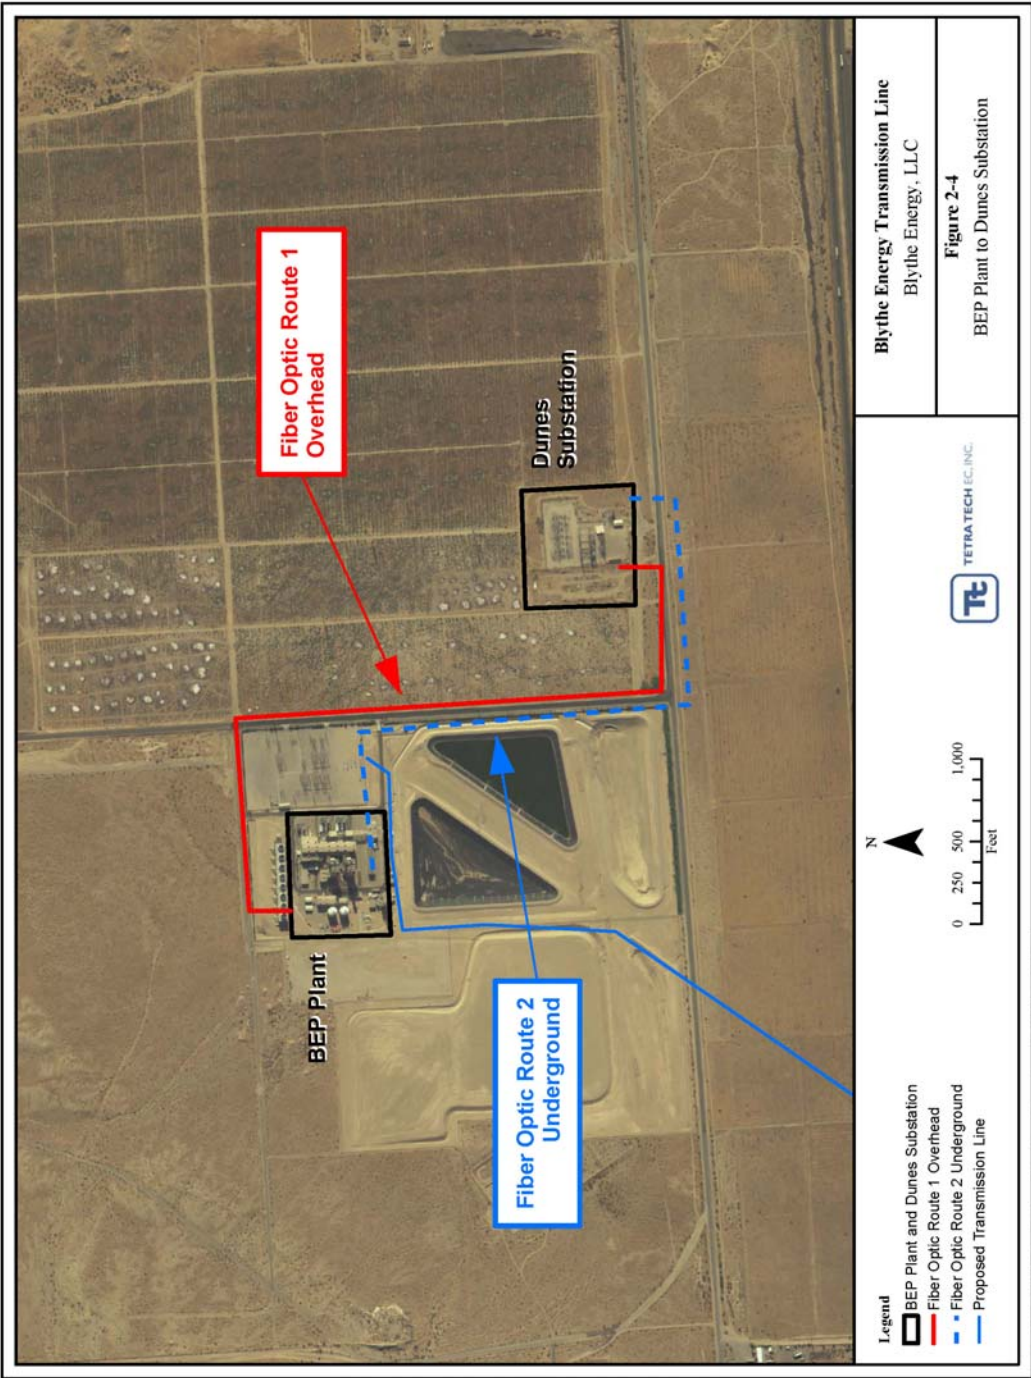 Fiber Optic Route 1
Overhead
Dunes
Substation
BEP Plant
Fiber Optic Route 2
Underground
Legend
BEP Plant and Dunes Substation
Fiber Optic Route 1 Overhead
Fiber Optic Route 2 Underground
Proposed Transmission Line
N
0 250 500 1,000
Feet
Tt TETRA TECH EC, INC.
Blythe Energy Transmission Line
Blythe Energy, LLC
Figure 2-4
BEP Plant to Dunes Substation